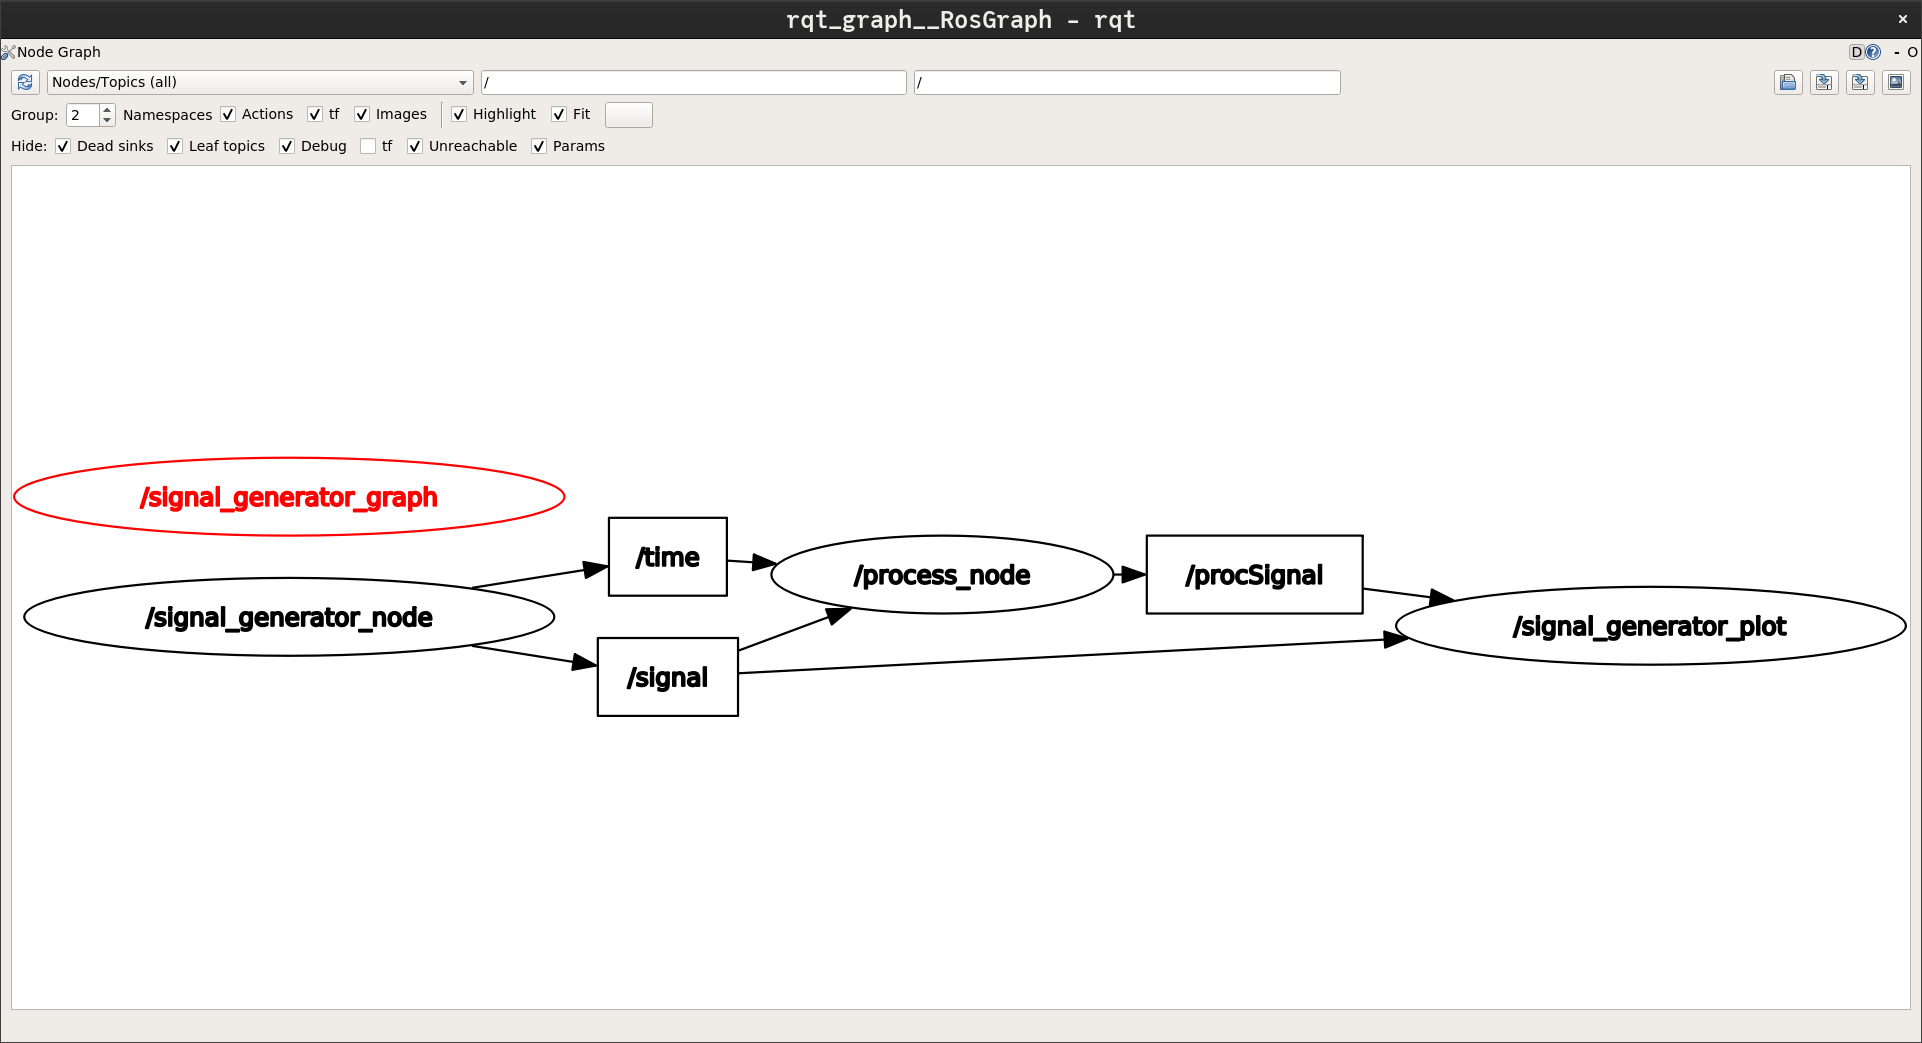 rqt_graph__RosGraph - rqt ×
Node Graph D ? - O
Nodes/Topics (all) / /
Group: 2 Namespaces Actions tf Images Highlight Fit
Hide: Dead sinks Leaf topics Debug tf Unreachable Params
/signal_generator_graph
/time
/process_node
/procSignal
/signal_generator_node
/signal_generator_plot
/signal